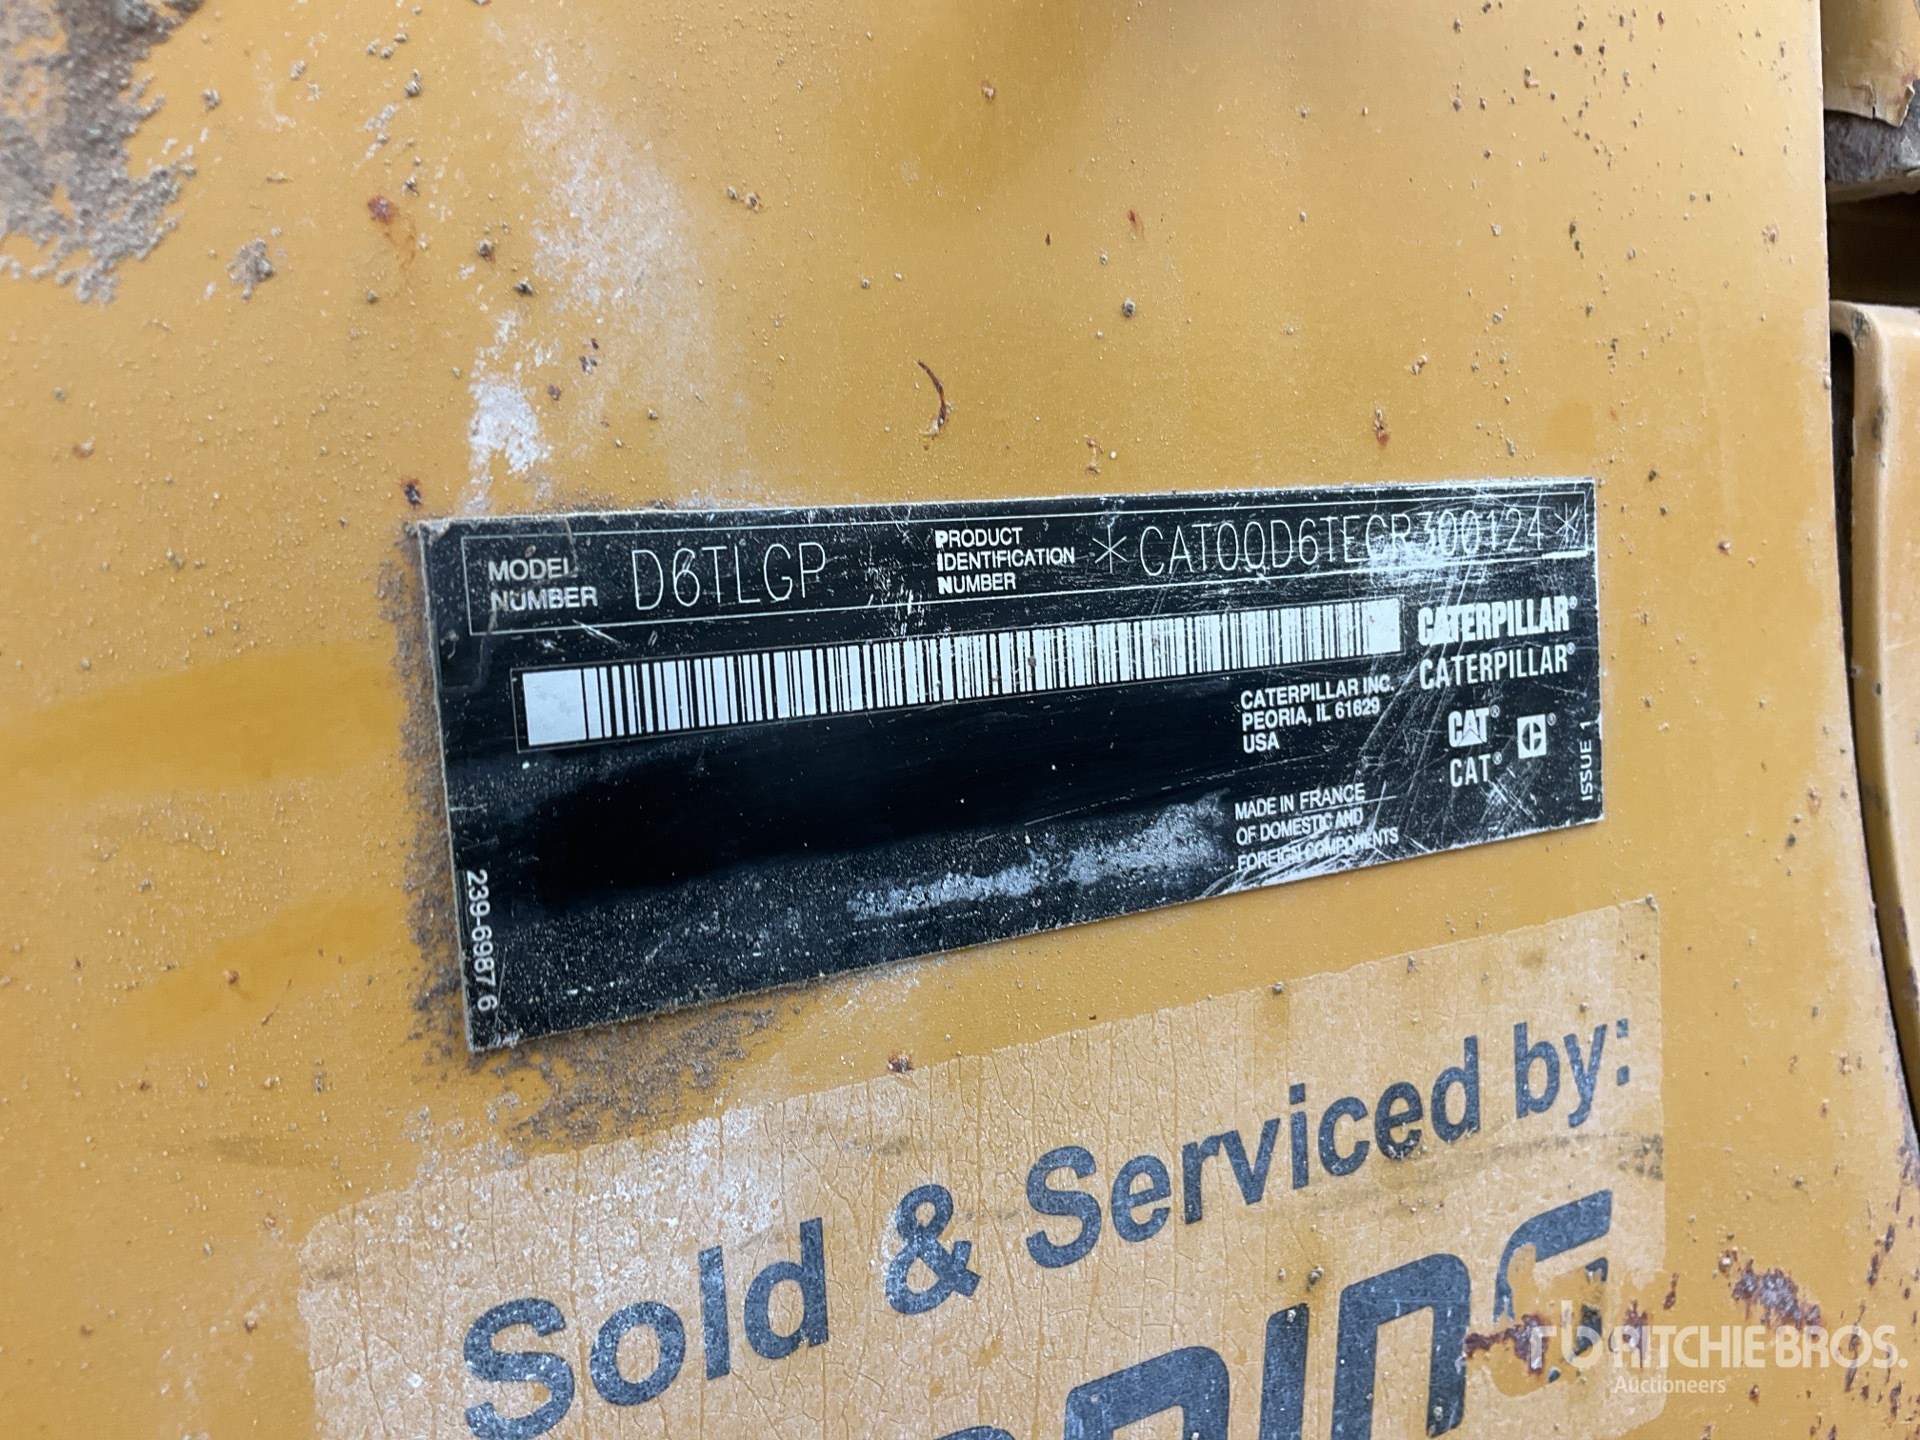 MODEL
NUMBER
D6TLGP
PRODUCT
IDENTIFICATION
NUMBER
*CAT00D6TECR300124*
CATERPILLAR®
CATERPILLAR®
CATERPILLAR INC.
PEORIA, IL 61629
USA
CAT®
CAT®
MADE IN FRANCE
OF DOMESTIC AND
FOREIGN COMPONENTS
ISSUE 1
239-6987 6
Sold & Serviced by:
RITCHIE BROS.
Auctioneers